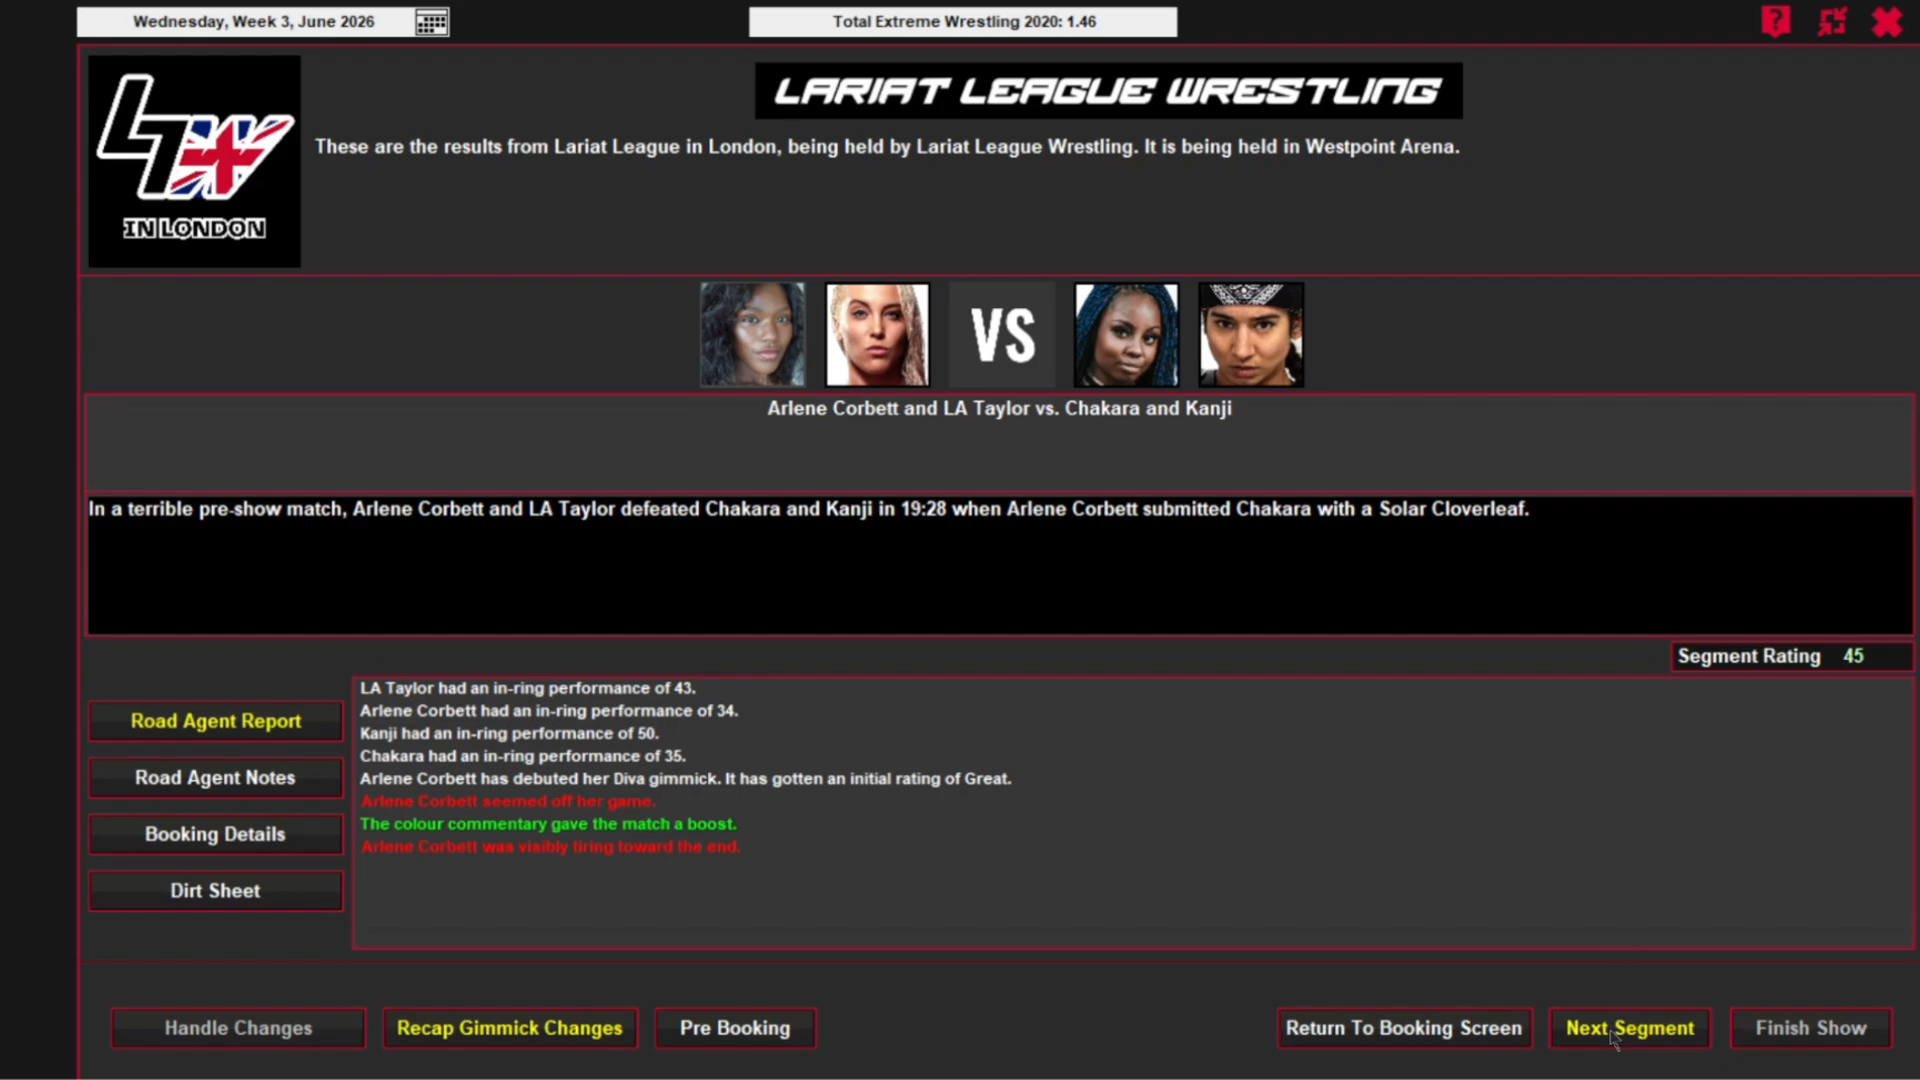 Wednesday, Week 3, June 2026
Total Extreme Wrestling 2020: 1.46
?
LLW
IN LONDON
LARIAT LEAGUE WRESTLING
These are the results from Lariat League in London, being held by Lariat League Wrestling. It is being held in Westpoint Arena.
VS
Arlene Corbett and LA Taylor vs. Chakara and Kanji
In a terrible pre-show match, Arlene Corbett and LA Taylor defeated Chakara and Kanji in 19:28 when Arlene Corbett submitted Chakara with a Solar Cloverleaf.
Segment Rating 45
LA Taylor had an in-ring performance of 43.
Arlene Corbett had an in-ring performance of 34.
Kanji had an in-ring performance of 50.
Chakara had an in-ring performance of 35.
Arlene Corbett has debuted her Diva gimmick. It has gotten an initial rating of Great.
Arlene Corbett seemed off her game.
The colour commentary gave the match a boost.
Arlene Corbett was visibly tiring toward the end.
Road Agent Report
Road Agent Notes
Booking Details
Dirt Sheet
Handle Changes
Recap Gimmick Changes
Pre Booking
Return To Booking Screen
Next Segment
Finish Show